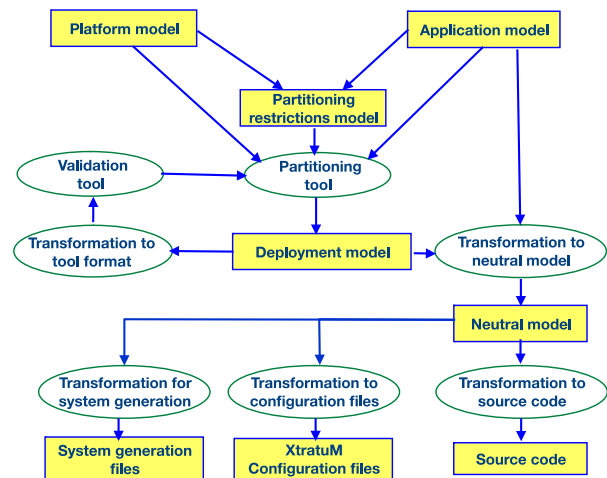 Platform model
Application model
Partitioning
restrictions model
Validation
tool
Partitioning
tool
Transformation to
tool format
Deployment model
Transformation to
neutral model
Neutral model
Transformation for
system generation
Transformation to
configuration files
Transformation to
source code
System generation
files
XtratuM
Configuration files
Source code